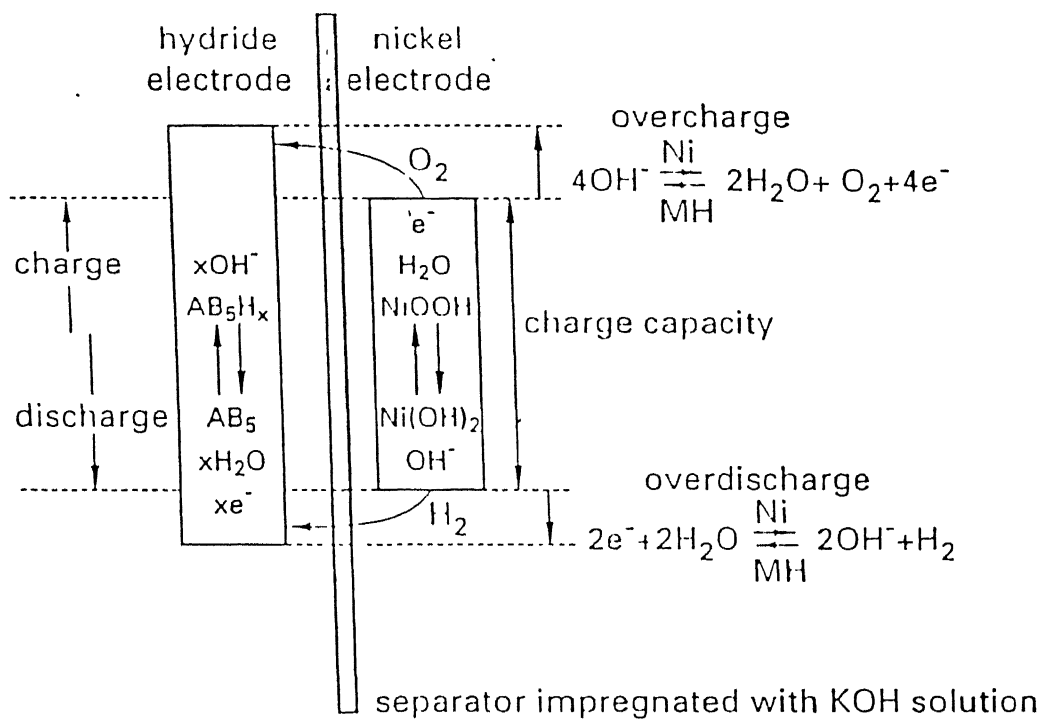 hydride
electrode
nickel
electrode
overcharge
O₂
Ni
4OH⁻ ⇌ 2H₂O + O₂+4e⁻
MH
charge
discharge
xOH⁻
AB₅Hₓ
AB₅
xH₂O
xe⁻
e⁻
H₂O
NiOOH
Ni(OH)₂
OH⁻
charge capacity
H₂
overdischarge
Ni
2e⁻+2H₂O ⇌ 2OH⁻+H₂
MH
separator impregnated with KOH solution